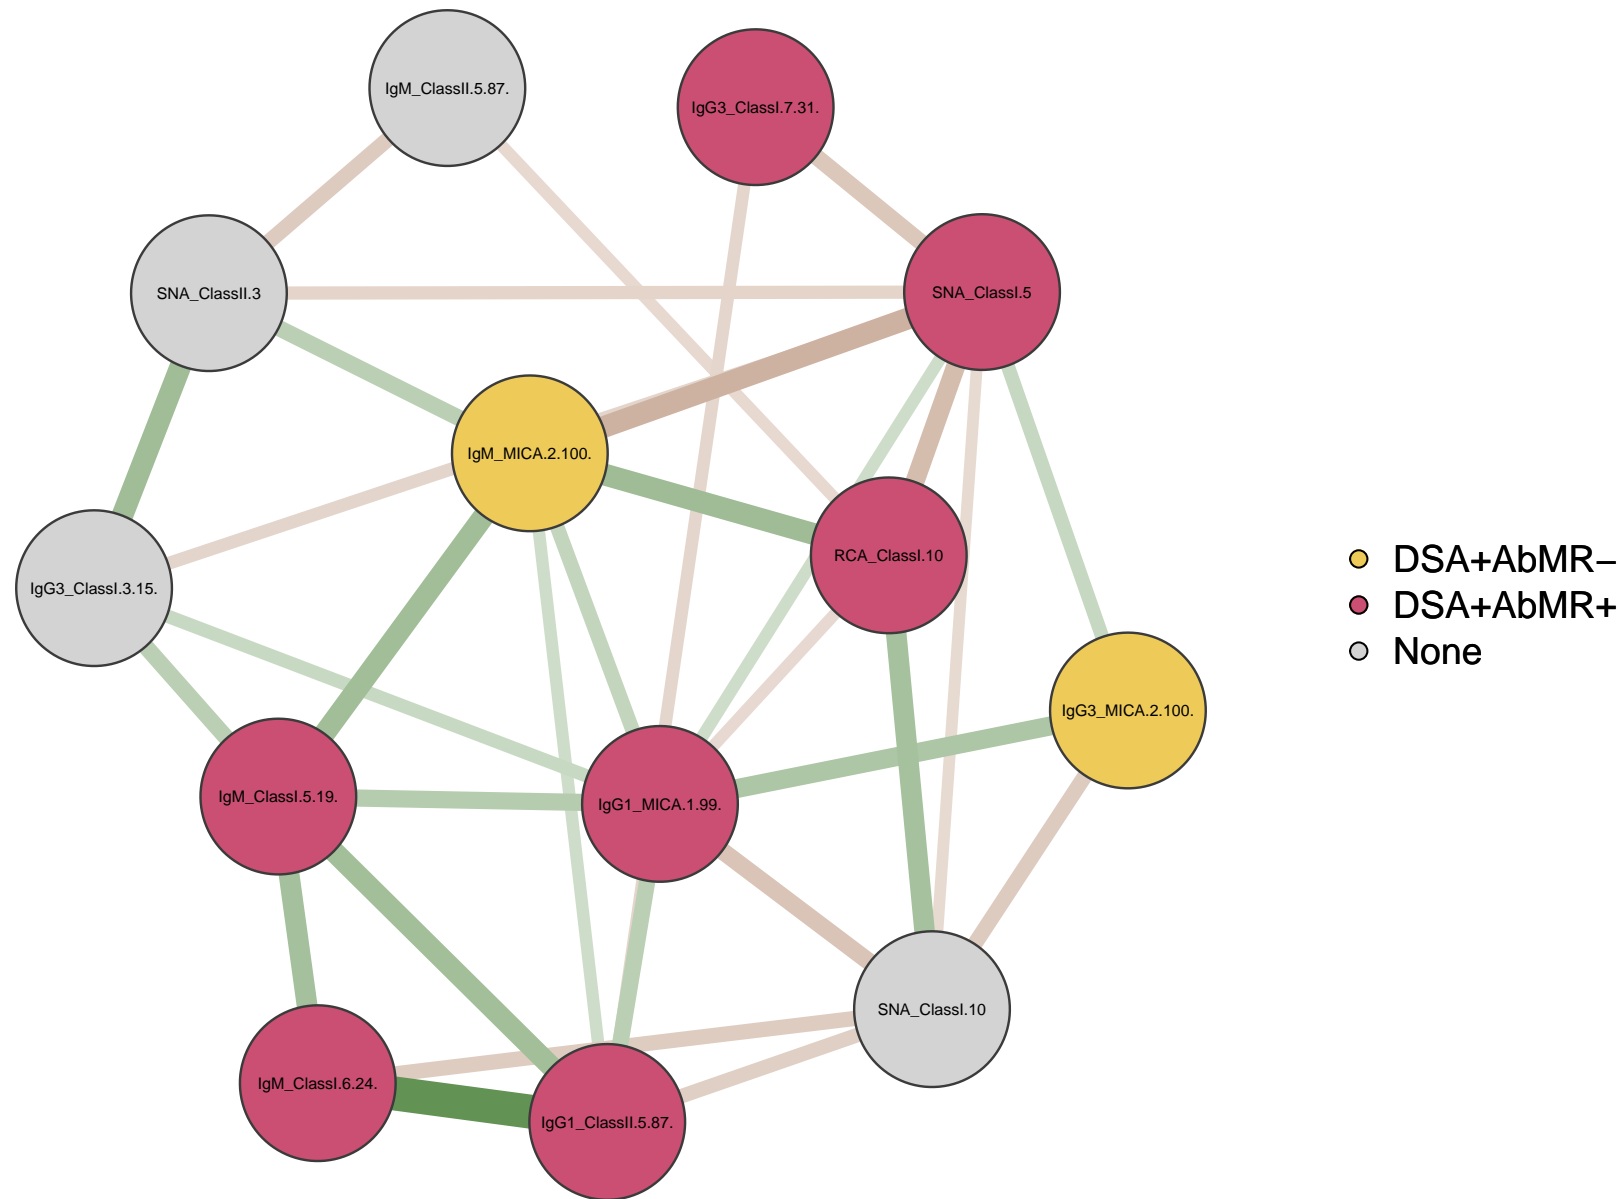 IgM_ClassII.5.87.
IgG3_ClassI.7.31.
SNA_ClassII.3
SNA_ClassI.5
IgM_MICA.2.100.
RCA_ClassI.10
IgG3_ClassI.3.15.
IgG3_MICA.2.100.
IgM_ClassI.5.19.
IgG1_MICA.1.99.
SNA_ClassI.10
IgM_ClassI.6.24.
IgG1_ClassII.5.87.
DSA+AbMR−
DSA+AbMR+
None